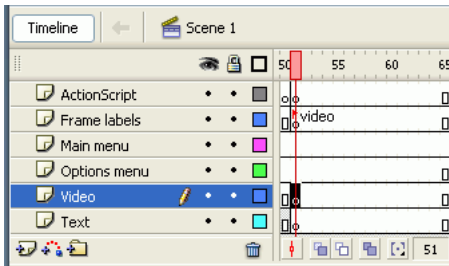 Timeline Scene 1
50 55 60 65
ActionScript
Frame labels video
Main menu
Options menu
Video
Text
51